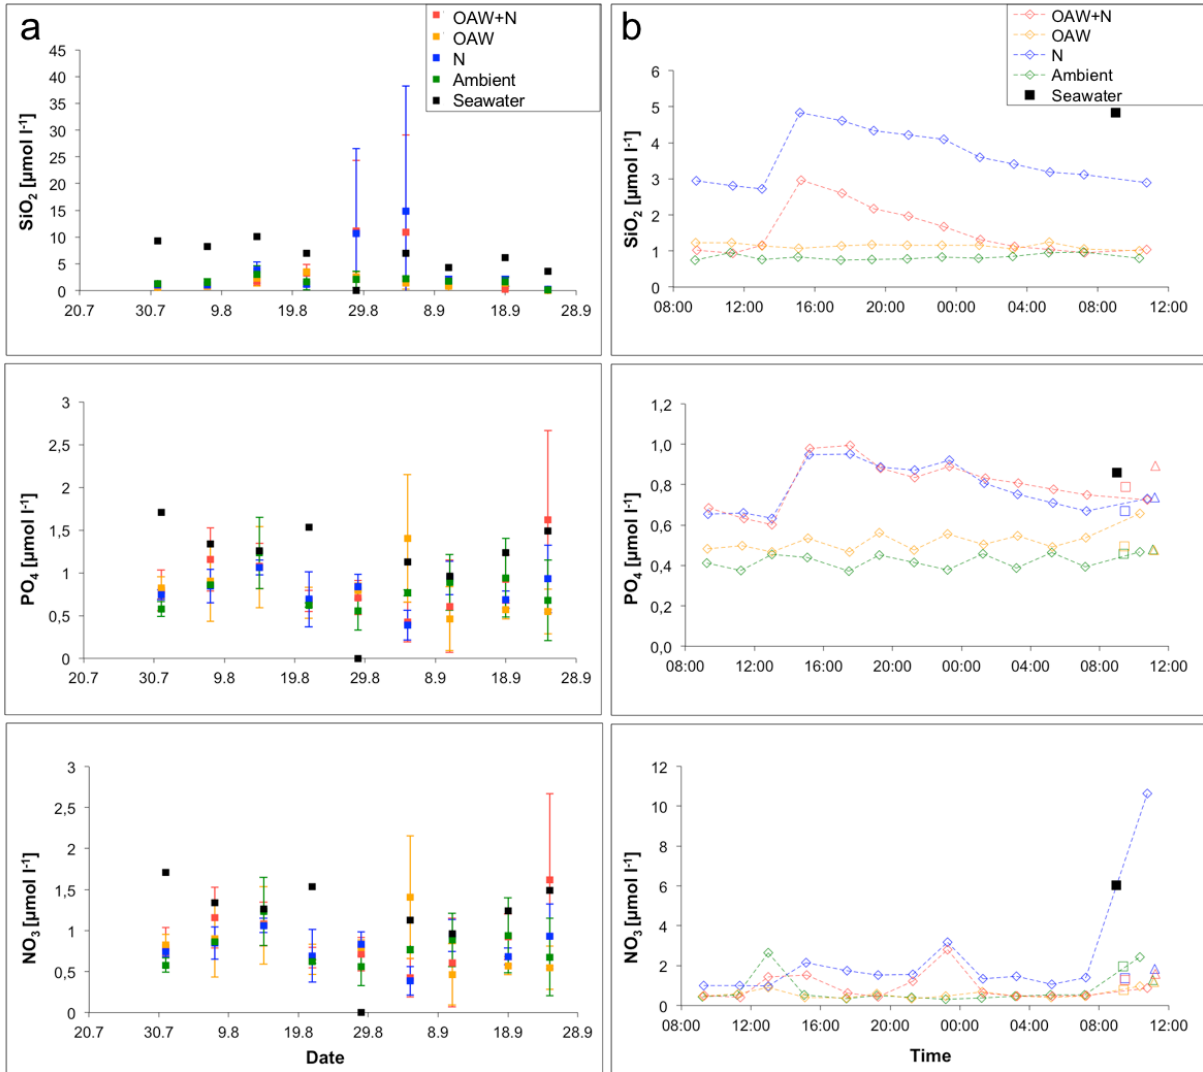 a
OAW+N
OAW
N
Ambient
Seawater
SiO2 [µmol l-1]
45
40
35
30
25
20
15
10
5
0
20.7 30.7 9.8 19.8 29.8 8.9 18.9 28.9
b
OAW+N
OAW
N
Ambient
Seawater
SiO2 [µmol l-1]
6
5
4
3
2
1
0
08:00 12:00 16:00 20:00 00:00 04:00 08:00 12:00
PO4 [µmol l-1]
3
2,5
2
1,5
1
0,5
0
20.7 30.7 9.8 19.8 29.8 8.9 18.9 28.9
PO4 [µmol l-1]
1,2
1,0
0,8
0,6
0,4
0,2
0,0
08:00 12:00 16:00 20:00 00:00 04:00 08:00 12:00
NO3 [µmol l-1]
3
2,5
2
1,5
1
0,5
0
20.7 30.7 9.8 19.8 29.8 8.9 18.9 28.9
Date
NO3 [µmol l-1]
12
10
8
6
4
2
0
08:00 12:00 16:00 20:00 00:00 04:00 08:00 12:00
Time